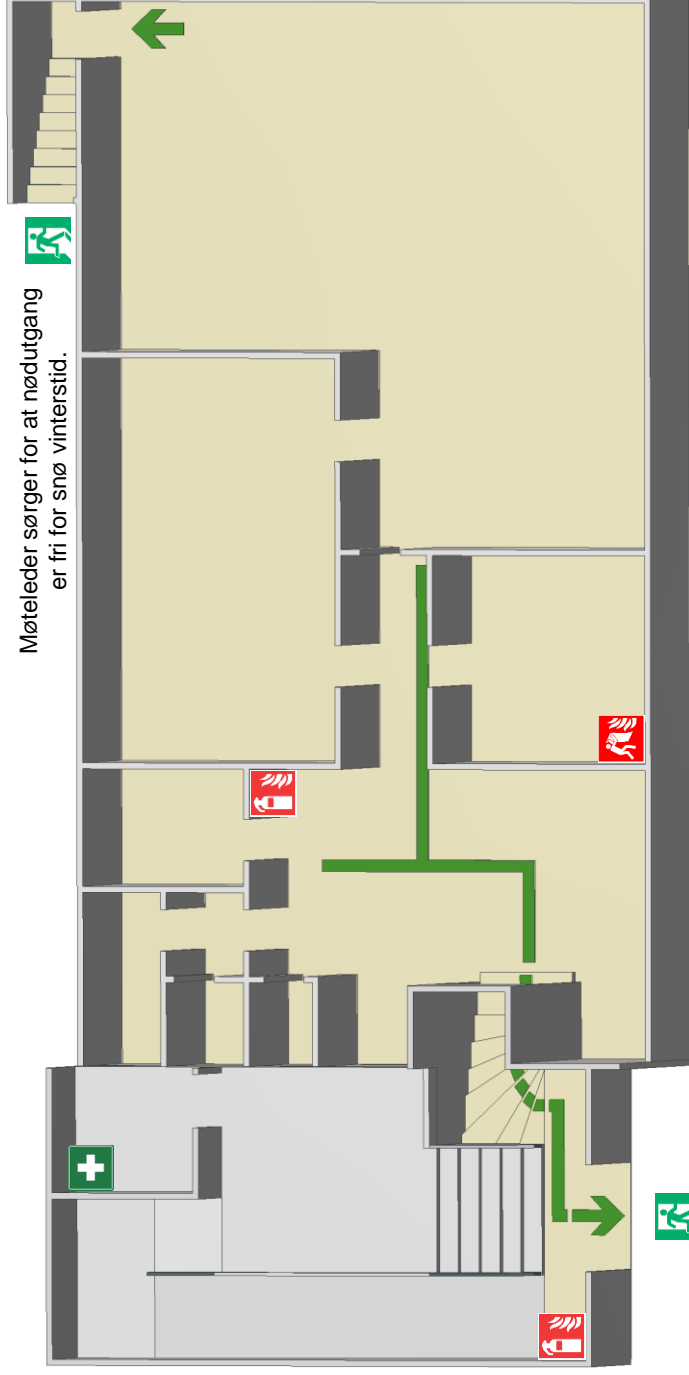 Møteleder sørger for at nødutgang
er fri for snø vinterstid.